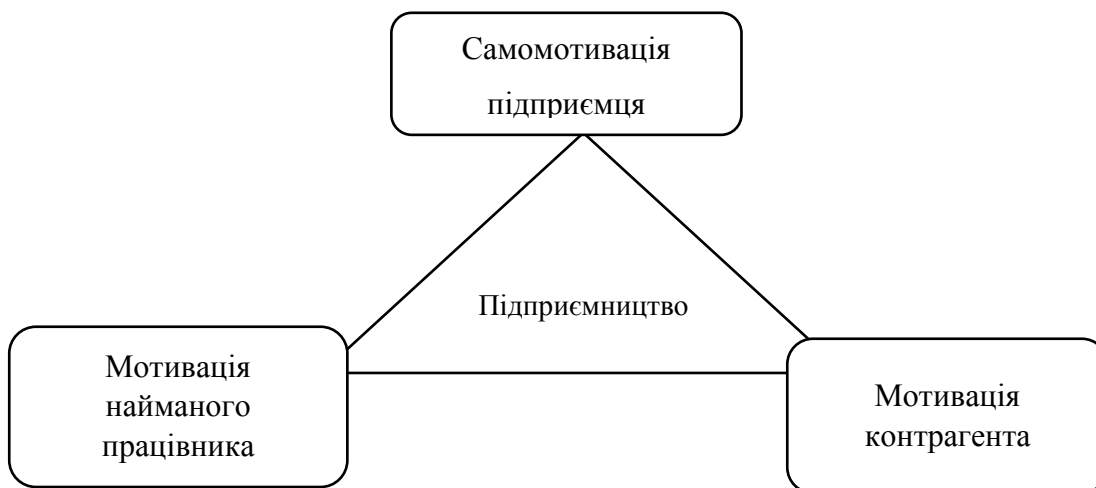 Самомотивація
підприємця
Підприємництво
Мотивація
найманого
працівника
Мотивація
контрагента